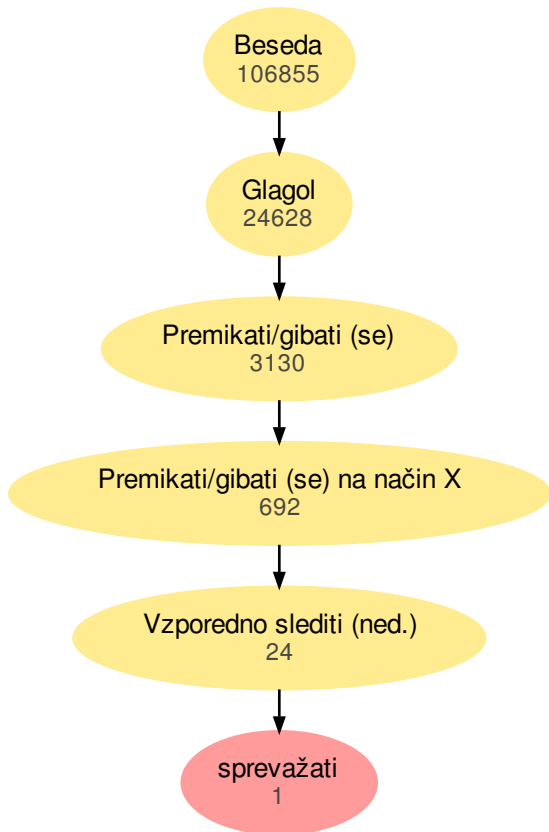 Beseda
106855
Glagol
24628
Premikati/gibati (se)
3130
Premikati/gibati (se) na način X
692
Vzporedno slediti (ned.)
24
sprevažati
1